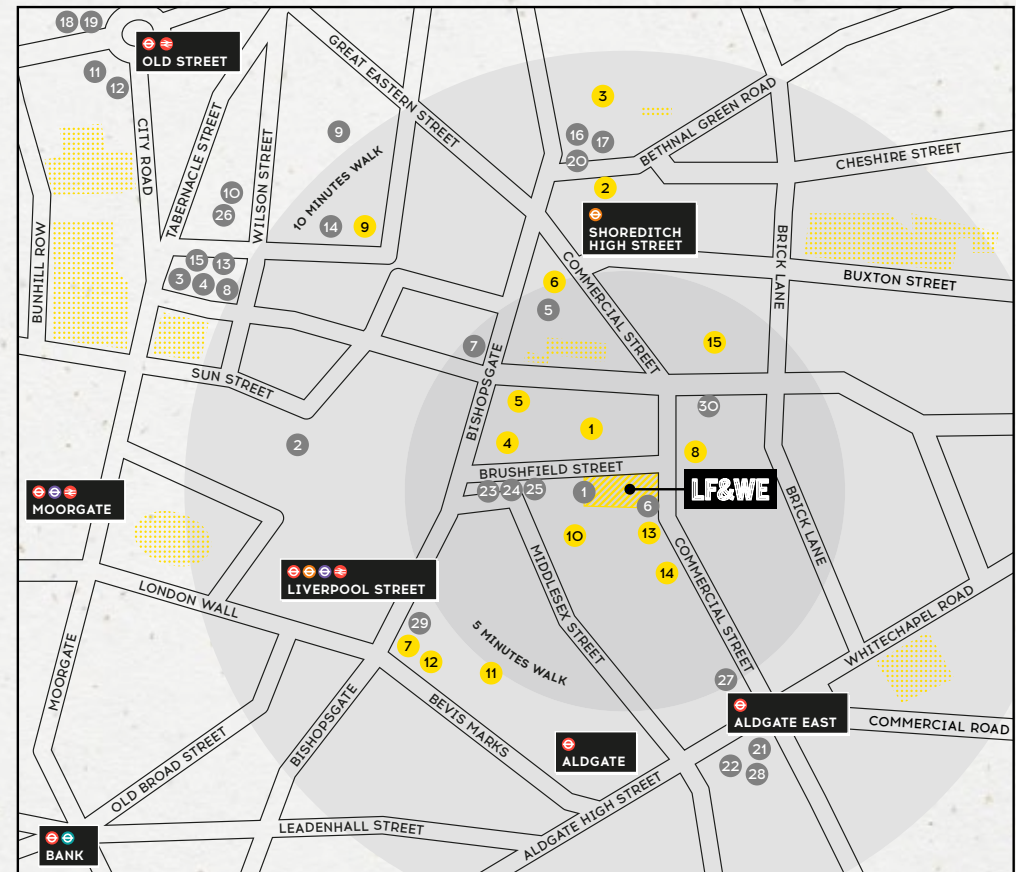 18 19
OLD STREET
GREAT EASTERN STREET
11
12
3
CITY ROAD
TABERNACLE STREET
WILSON STREET
9
16 17
20
BETHNAL GREEN ROAD
CHESHIRE STREET
10 MINUTES WALK
10
26
2
14 9
SHOREDITCH
HIGH STREET
BUNHILL ROW
15 13
3 4 8
COMMERCIAL STREET
BRICK LANE
BUXTON STREET
6
5
7
15
BISHOPSGATE
SUN STREET
5
30
1
2
4
8
BRUSHFIELD STREET
23 24 25
1
6
LF&WE
MOORGATE
10
13
14
MIDDLESEX STREET
COMMERCIAL STREET
BRICK LANE
LIVERPOOL STREET
LONDON WALL
29
7
12
11
5 MINUTES WALK
WHITECHAPEL ROAD
MOORGATE
27
BISHOPSGATE
BEVIS MARKS
ALDGATE EAST
COMMERCIAL ROAD
OLD BROAD STREET
ALDGATE
21
22
28
ALDGATE HIGH STREET
LEADENHALL STREET
BANK